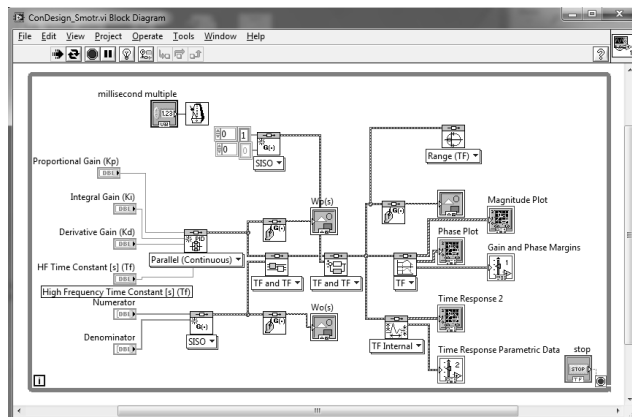 ConDesign_Smotr.vi Block Diagram
File Edit View Project Operate Tools Window Help
millisecond multiple
1.23
0 1
0 0
G(·)
SISO
Range (TF)
Proportional Gain (Kp)
DBL
Integral Gain (Ki)
DBL
Derivative Gain (Kd)
DBL
HF Time Constant [s] (Tf)
DBL
High Frequency Time Constant [s] (Tf)
Numerator
DBL
Denominator
DBL
Parallel (Continuous)
SISO
G(·)
G(·)
G(·)
Wp(s)
TF and TF
TF and TF
Wo(s)
G(·)
TF
TF Internal
Magnitude Plot
Phase Plot
Gain and Phase Margins
1
Time Response 2
Time Response Parametric Data
2
stop
STOP
TF
i